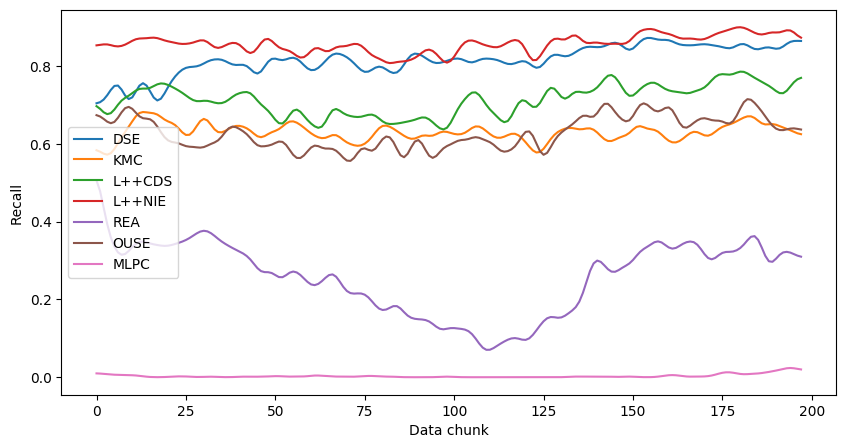 0.8
0.6
0.4
0.2
0.0
Recall
DSE
KMC
L++CDS
L++NIE
REA
OUSE
MLPC
0 25 50 75 100 125 150 175 200
Data chunk